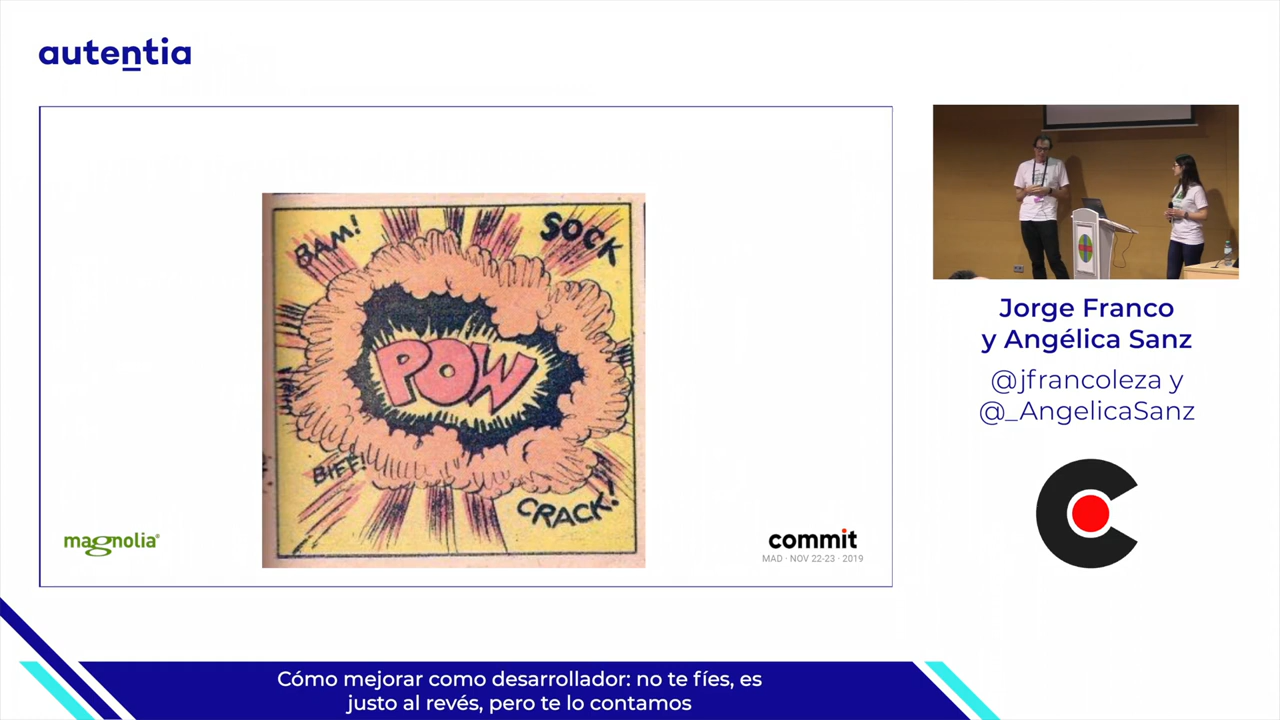 autentia
BAM!
SOCK
POW
BIFF!
CRACK!
magnolia®
commit
MAD · NOV 22-23 · 2019
Jorge Franco
y Angélica Sanz
@jfrancoleza y
@_AngelicaSanz
Cómo mejorar como desarrollador: no te fíes, es
justo al revés, pero te lo contamos